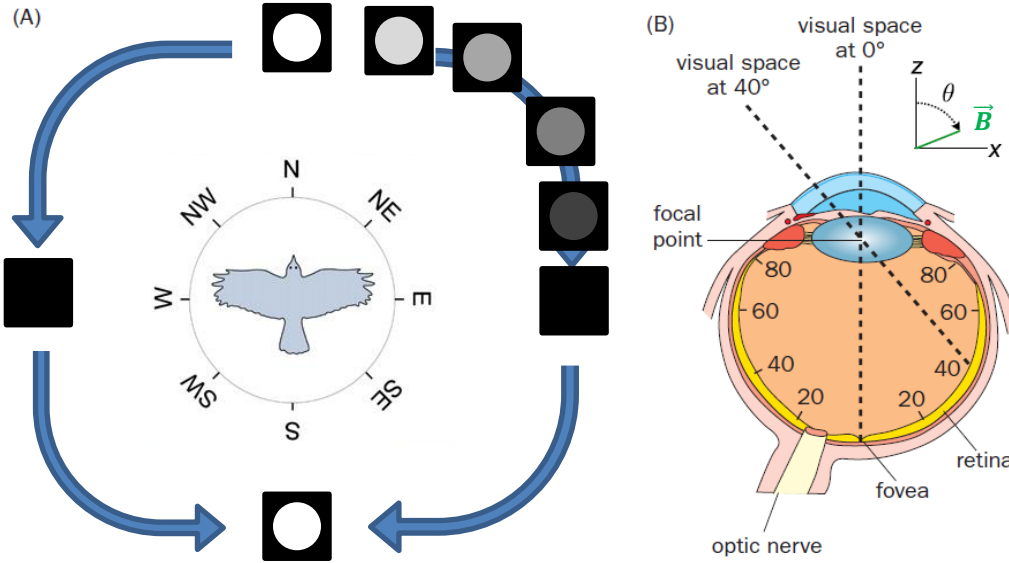 (A)
N
NW
NE
W
E
SW
SE
S
(B)
visual space
at 0°
visual space
at 40°
z
θ
B
x
focal
point
80
80
60
60
40
40
20
20
retina
fovea
optic nerve